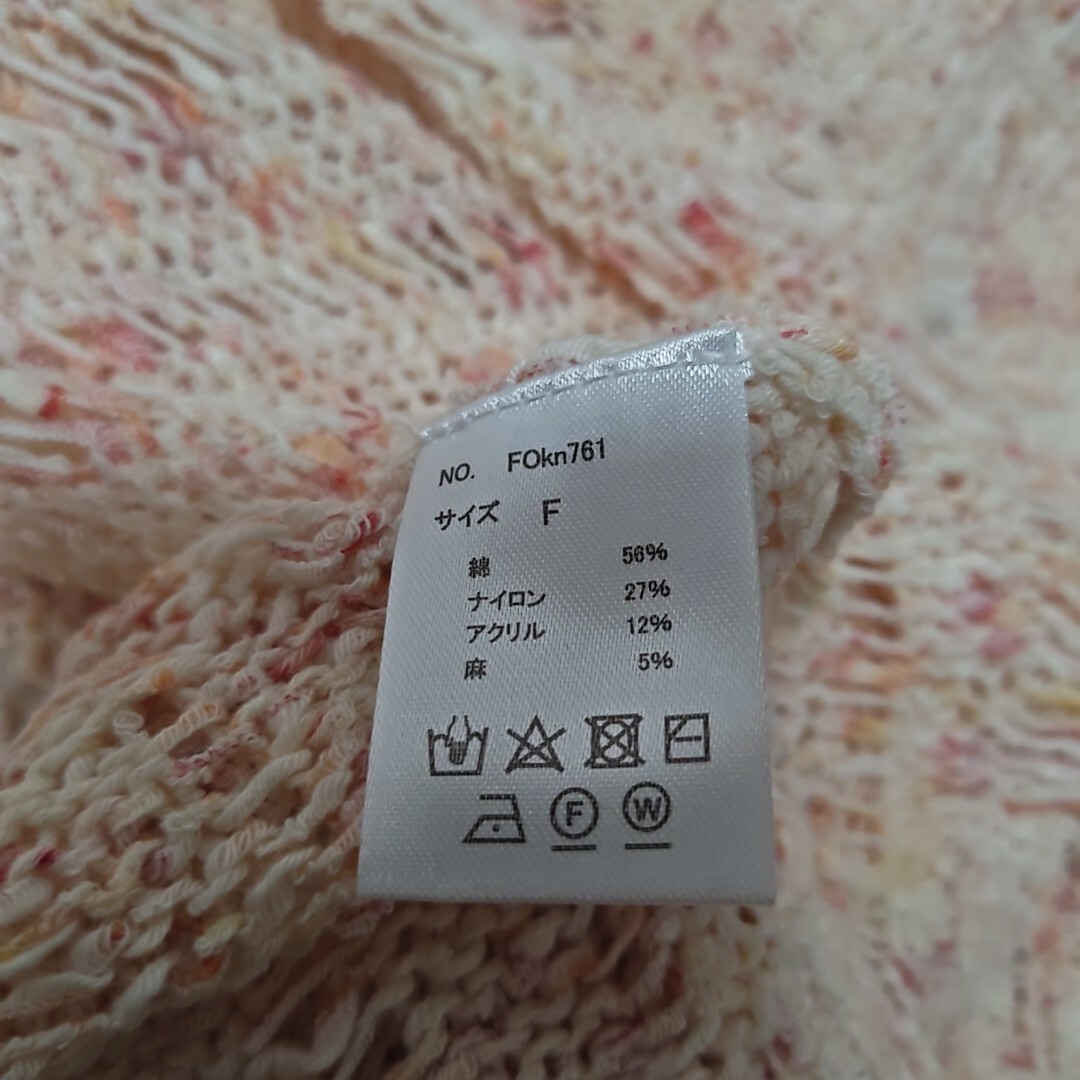 NO. FOkn761
サイズ F
綿 56%
ナイロン 27%
アクリル 12%
麻 5%
F W